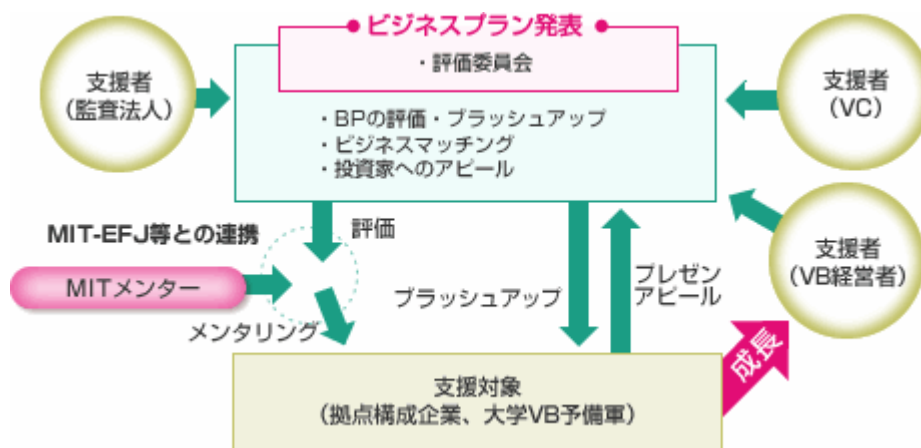 ビジネスプラン発表
・評価委員会
支援者
(監査法人)
・BPの評価・ブラッシュアップ
・ビジネスマッチング
・投資家へのアピール
支援者
(VC)
MIT-EFJ等との連携
評価
MITメンター
メンタリング
ブラッシュアップ
プレゼン
アピール
支援者
(VB経営者)
成長
支援対象
(拠点構成企業、大学VB予備軍)